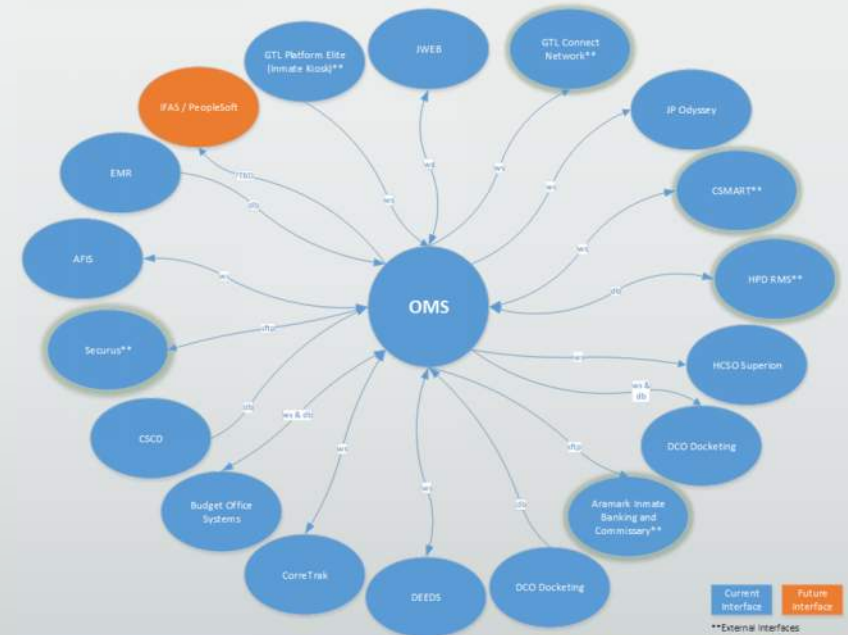 JWEB
GTL Connect
Network**
GTL Platform Elite
(Inmate Kiosk)**
IFAS / PeopleSoft
JP Odyssey
EMR
TBD
ws
ws
ws
ws
CSMART**
db
AFIS
ws
ws
HPD RMS**
db
OMS
Securus**
sftp
ws
HCSO Superion
ws &
db
CSCD
db
ws & db
DCO Docketing
ws
sftp
Budget Office
Systems
ws
db
Aramark Inmate
Banking and
Commissary**
CorreTrak
DEEDS
DCO Docketing
Current
Interface
Future
Interface
**External Interfaces